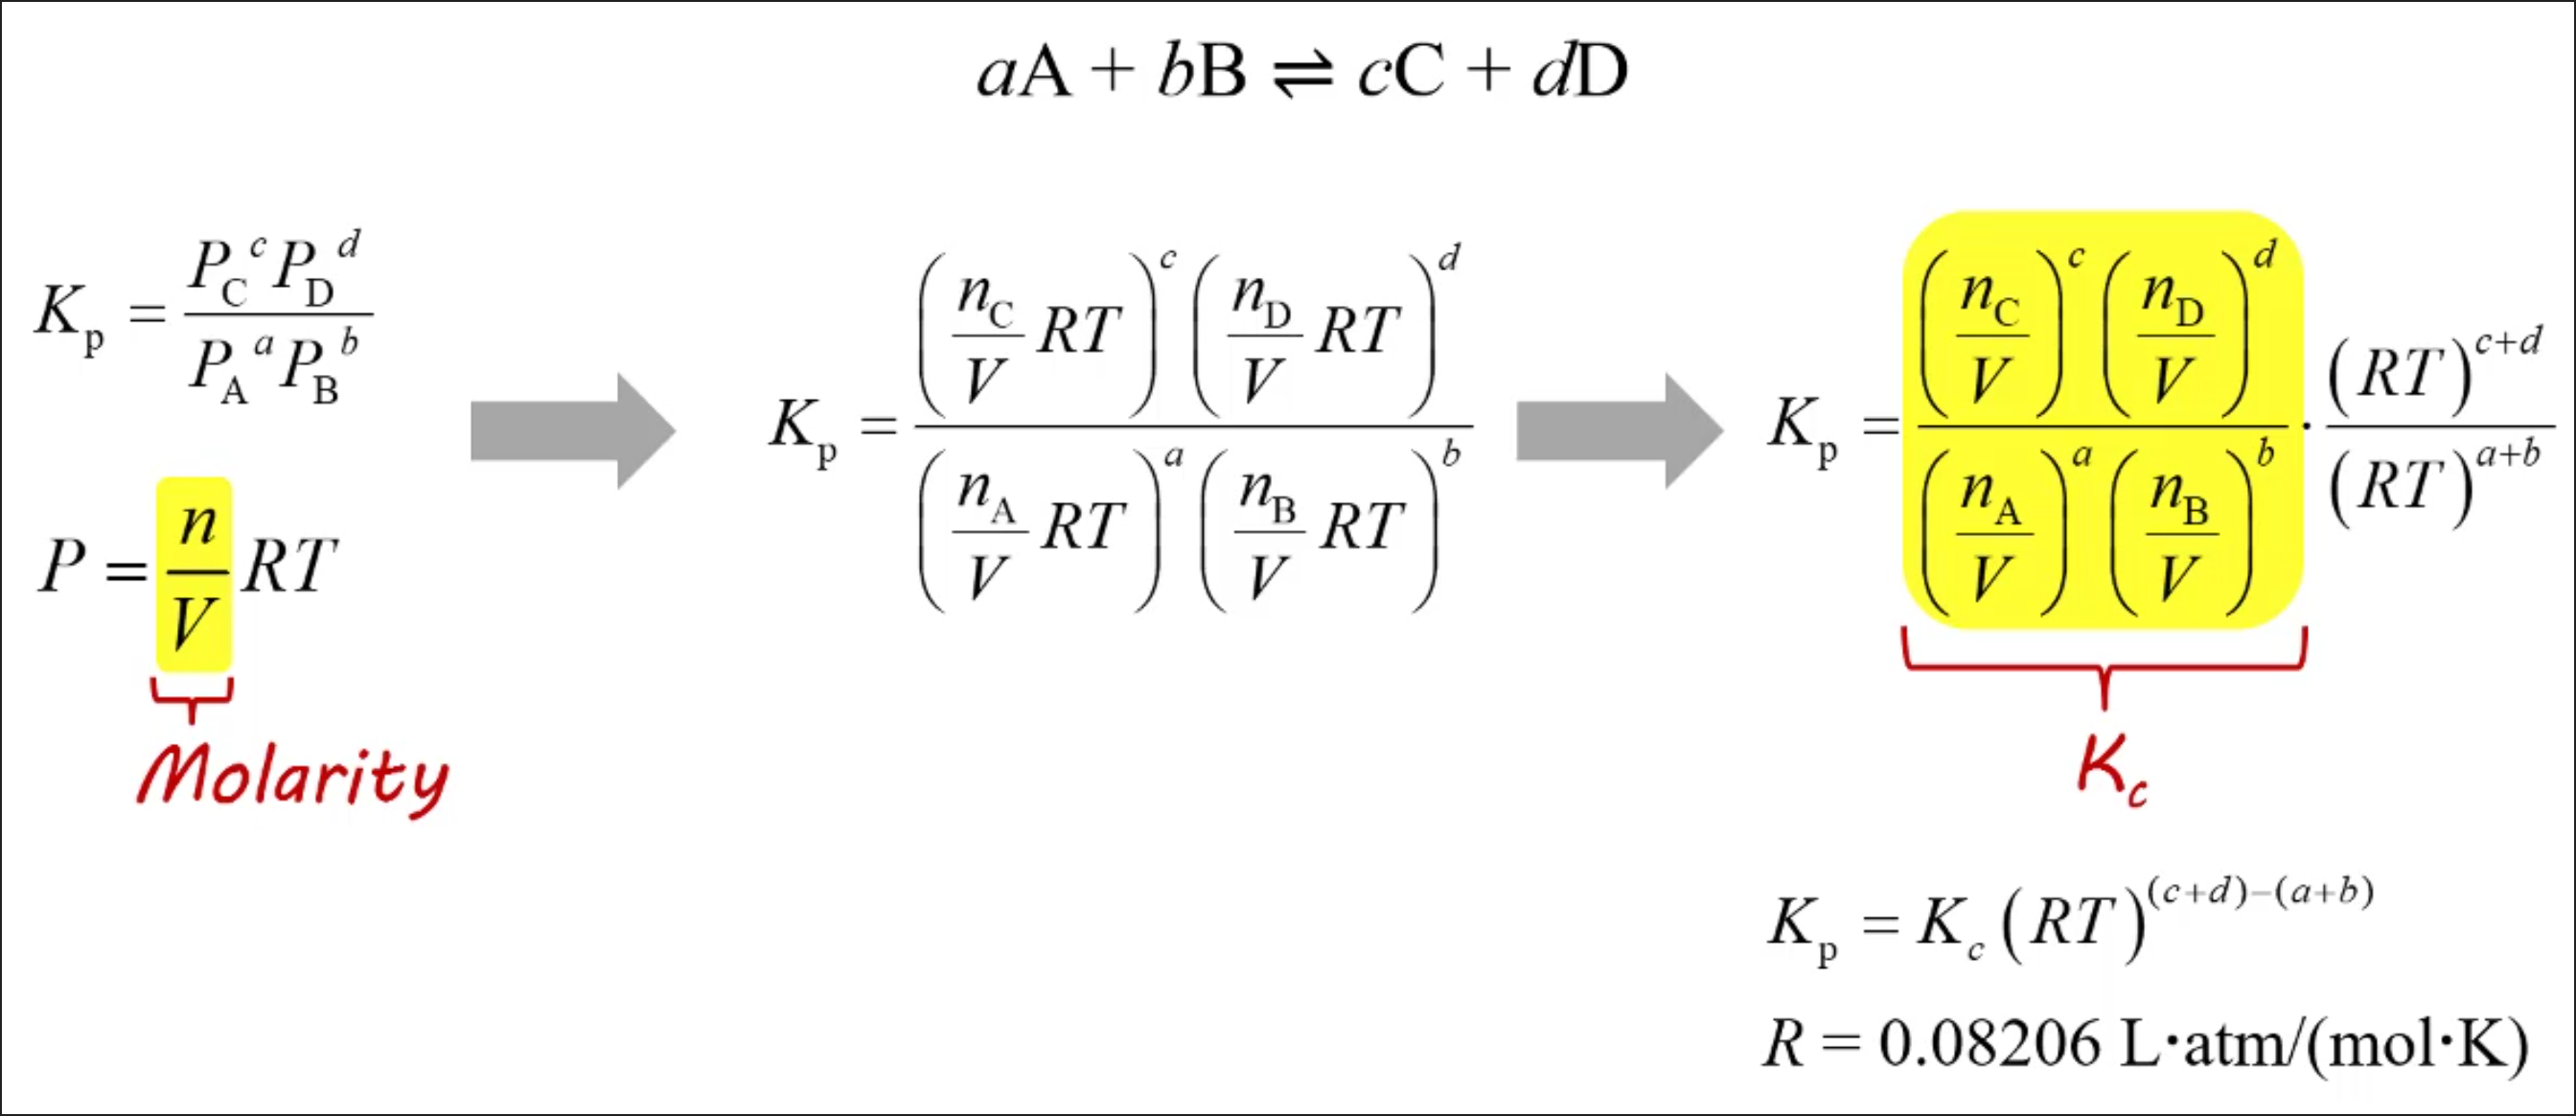 aA + bB ⇌ cC + dD
K_p = P_C^c P_D^d / P_A^a P_B^b
P = n/V RT
Molarity
K_p = (n_C/V RT)^c (n_D/V RT)^d / (n_A/V RT)^a (n_B/V RT)^b
K_p = (n_C/V)^c (n_D/V)^d / (n_A/V)^a (n_B/V)^b · (RT)^{c+d} / (RT)^{a+b}
K_c
K_p = K_c (RT)^{(c+d)−(a+b)}
R = 0.08206 L·atm/(mol·K)